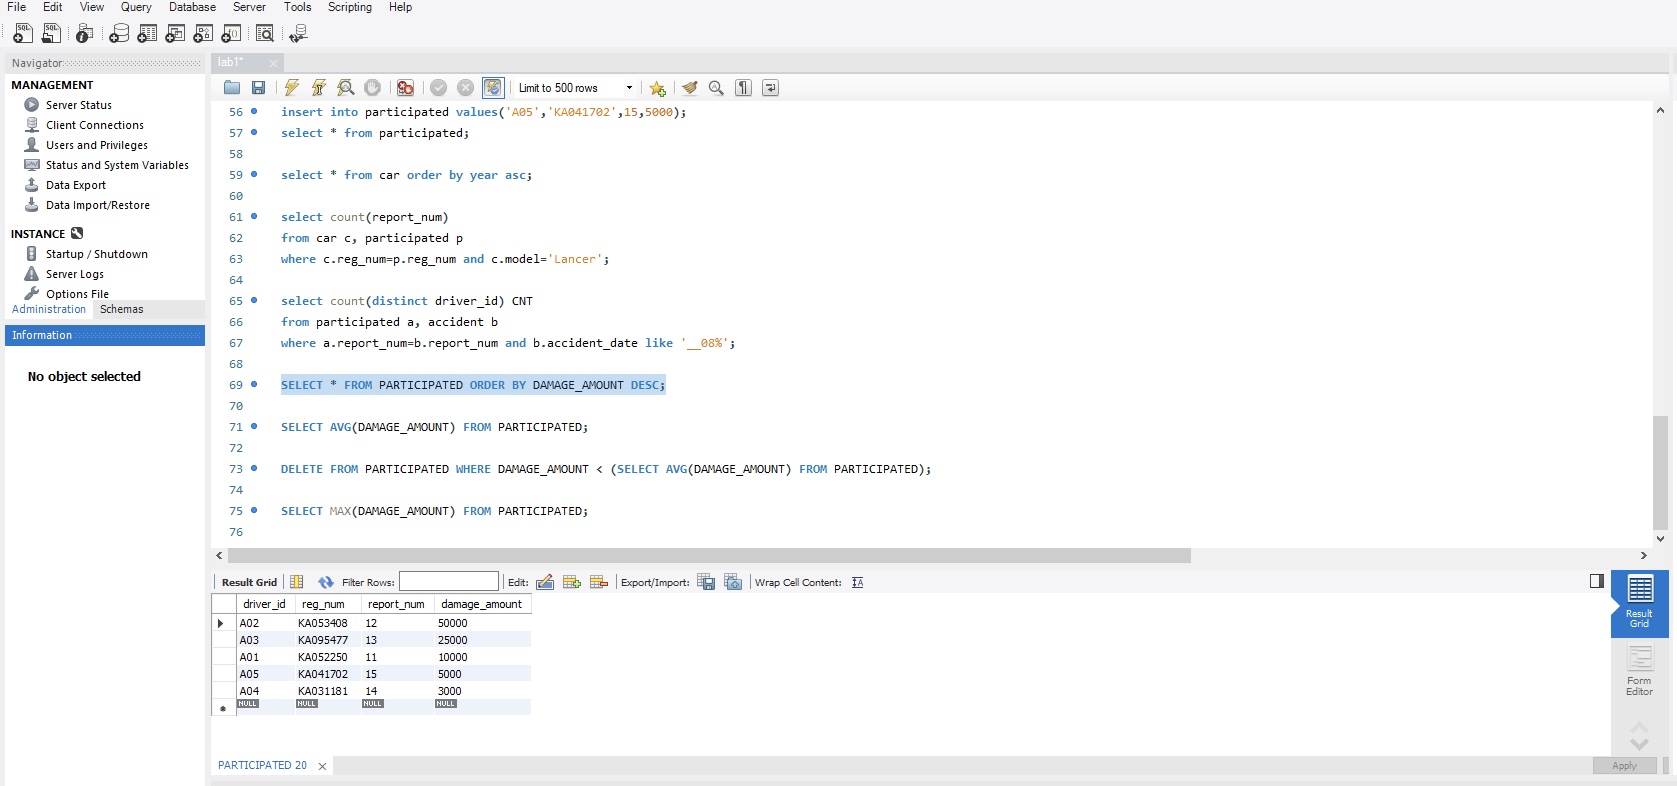 File Edit View Query Database Server Tools Scripting Help
Navigator
lab1*
MANAGEMENT
Server Status
Client Connections
Users and Privileges
Status and System Variables
Data Export
Data Import/Restore
INSTANCE
Startup / Shutdown
Server Logs
Options File
Administration Schemas
Information
No object selected
Limit to 500 rows
56 insert into participated values('A05','KA041702',15,5000);
57 select * from participated;
58
59 select * from car order by year asc;
60
61 select count(report_num)
62 from car c, participated p
63 where c.reg_num=p.reg_num and c.model='Lancer';
64
65 select count(distinct driver_id) CNT
66 from participated a, accident b
67 where a.report_num=b.report_num and b.accident_date like '__08%';
68
69 SELECT * FROM PARTICIPATED ORDER BY DAMAGE_AMOUNT DESC;
70
71 SELECT AVG(DAMAGE_AMOUNT) FROM PARTICIPATED;
72
73 DELETE FROM PARTICIPATED WHERE DAMAGE_AMOUNT < (SELECT AVG(DAMAGE_AMOUNT) FROM PARTICIPATED);
74
75 SELECT MAX(DAMAGE_AMOUNT) FROM PARTICIPATED;
76
Result Grid Filter Rows: Edit: Export/Import: Wrap Cell Content:
driver_id reg_num report_num damage_amount
A02 KA053408 12 50000
A03 KA095477 13 25000
A01 KA052250 11 10000
A05 KA041702 15 5000
A04 KA031181 14 3000
NULL NULL NULL NULL
Result
Grid
Form
Editor
PARTICIPATED 20
Apply